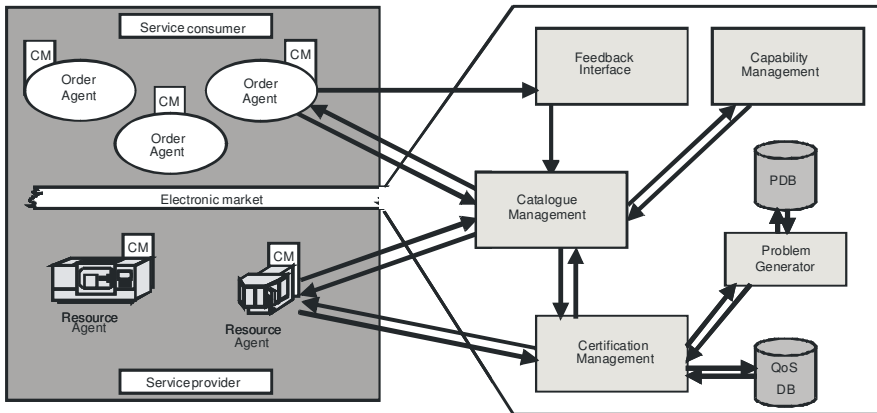 Service consumer
CM
Order
Agent
CM
Order
Agent
CM
Order
Agent
Electronic market
CM
Resource
Agent
CM
Resource
Agent
Service provider
Feedback
Interface
Capability
Management
Catalogue
Management
PDB
Problem
Generator
Certification
Management
QoS
DB